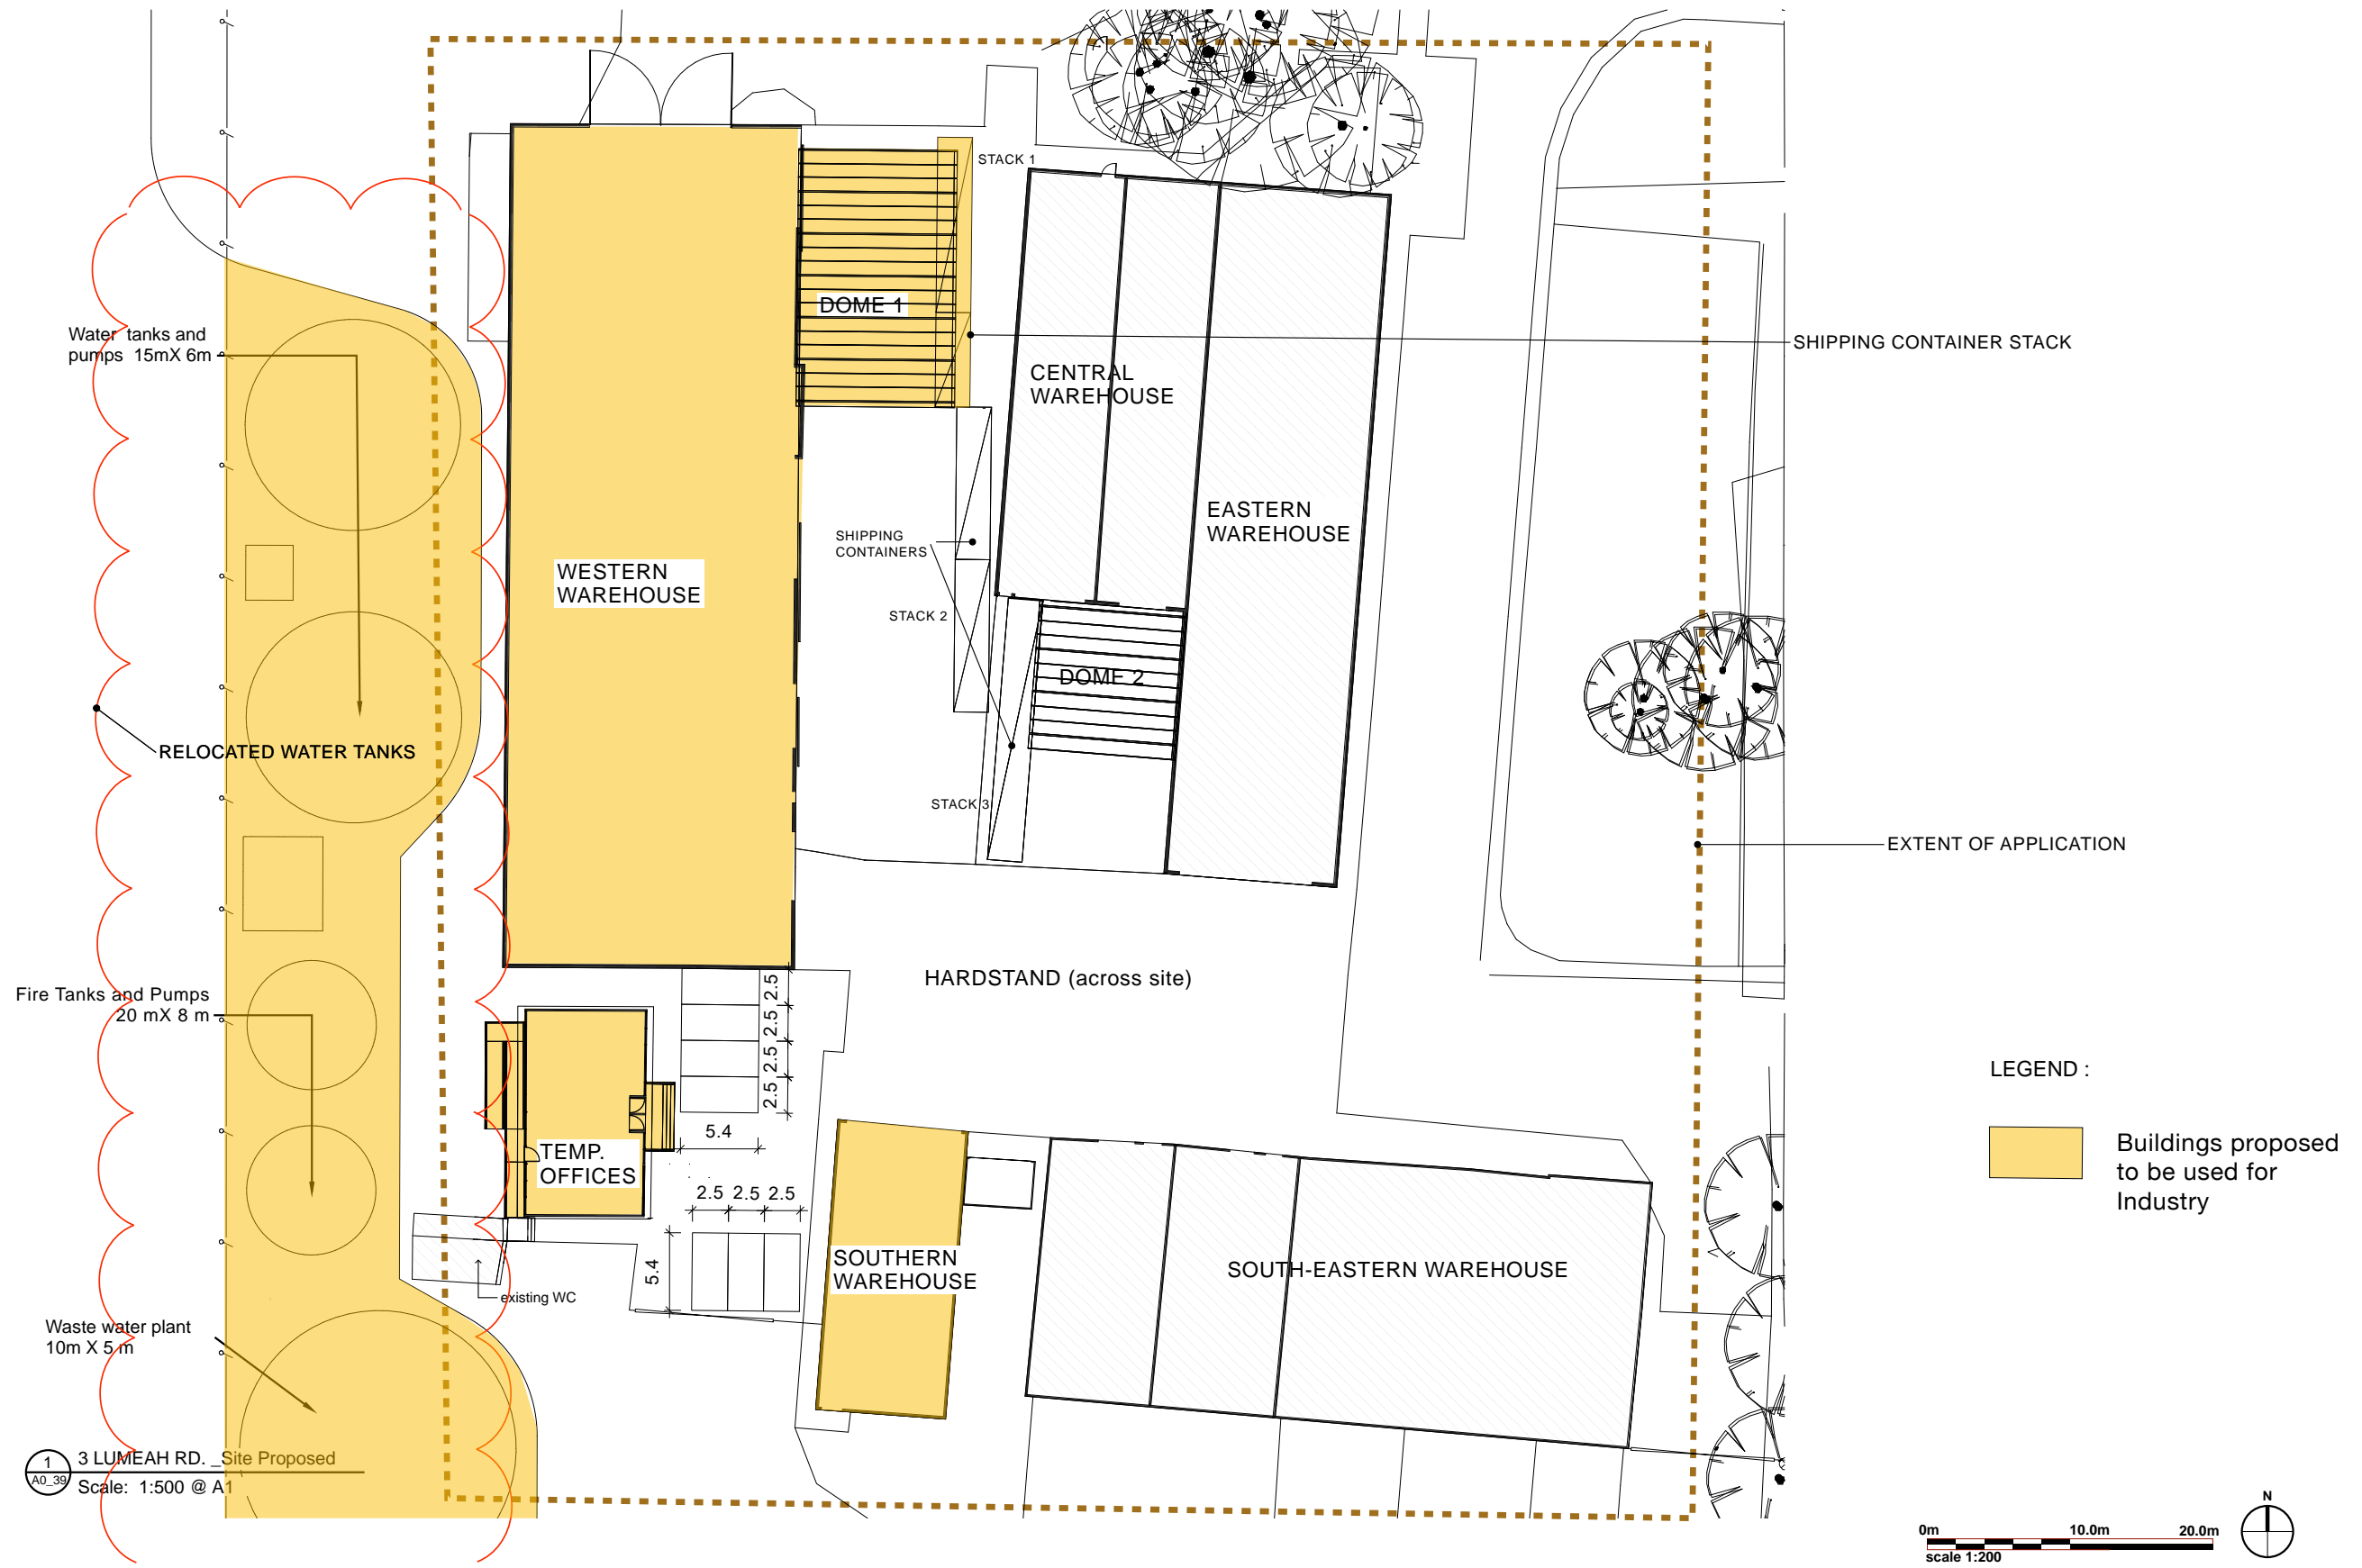 STACK 1
DOME 1
Water tanks and
pumps 15mX 6m
SHIPPING CONTAINER STACK
CENTRAL
WAREHOUSE
EASTERN
WAREHOUSE
SHIPPING
CONTAINERS
WESTERN
WAREHOUSE
STACK 2
DOME 2
RELOCATED WATER TANKS
STACK 3
EXTENT OF APPLICATION
HARDSTAND (across site)
2.5
2.5
2.5
2.5
Fire Tanks and Pumps
20 mX 8 m
LEGEND :
Buildings proposed
to be used for
Industry
5.4
TEMP.
OFFICES
2.5 2.5 2.5
5.4
SOUTHERN
WAREHOUSE
SOUTH-EASTERN WAREHOUSE
existing WC
Waste water plant
10m X 5 m
1
A0_39
3 LUMEAH RD. _Site Proposed
Scale: 1:500 @ A1
N
0m 10.0m 20.0m
scale 1:200